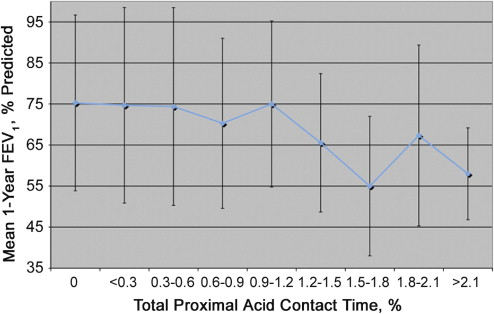 Mean 1-Year FEV1, % Predicted
95
85
75
65
55
45
35
0 <0.3 0.3-0.6 0.6-0.9 0.9-1.2 1.2-1.5 1.5-1.8 1.8-2.1 >2.1
Total Proximal Acid Contact Time, %